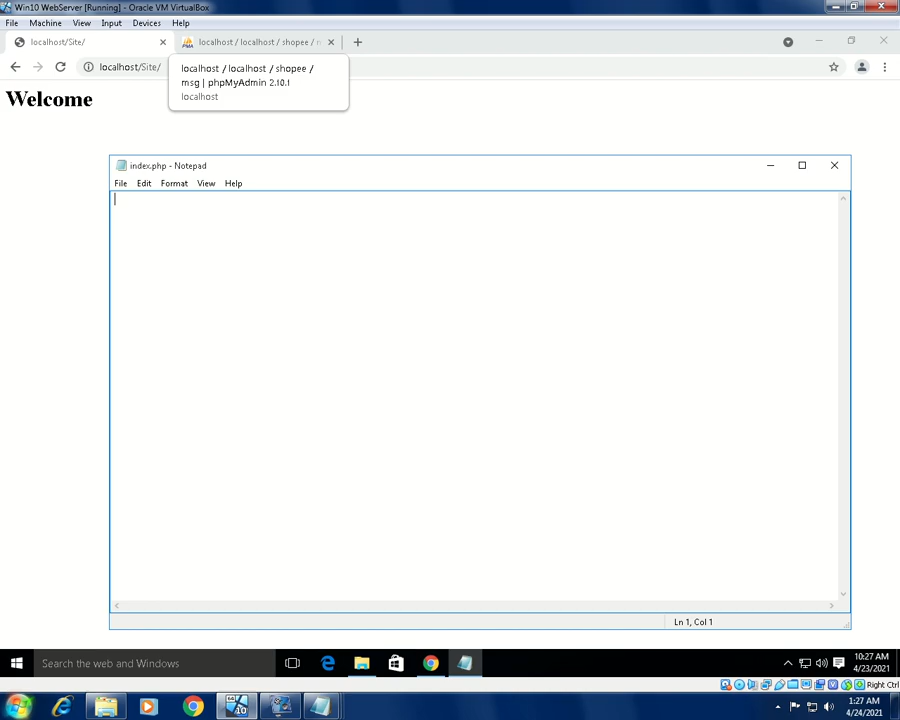 Win10 WebServer [Running] - Oracle VM VirtualBox
File Machine View Input Devices Help
localhost/Site/
localhost / localhost / shopee /
localhost/Site/
localhost / localhost / shopee /
msg | phpMyAdmin 2.10.1
localhost
Welcome
index.php - Notepad
File Edit Format View Help
Ln 1, Col 1
Search the web and Windows
10:27 AM
4/23/2021
Right Ctrl
1:27 AM
4/24/2021